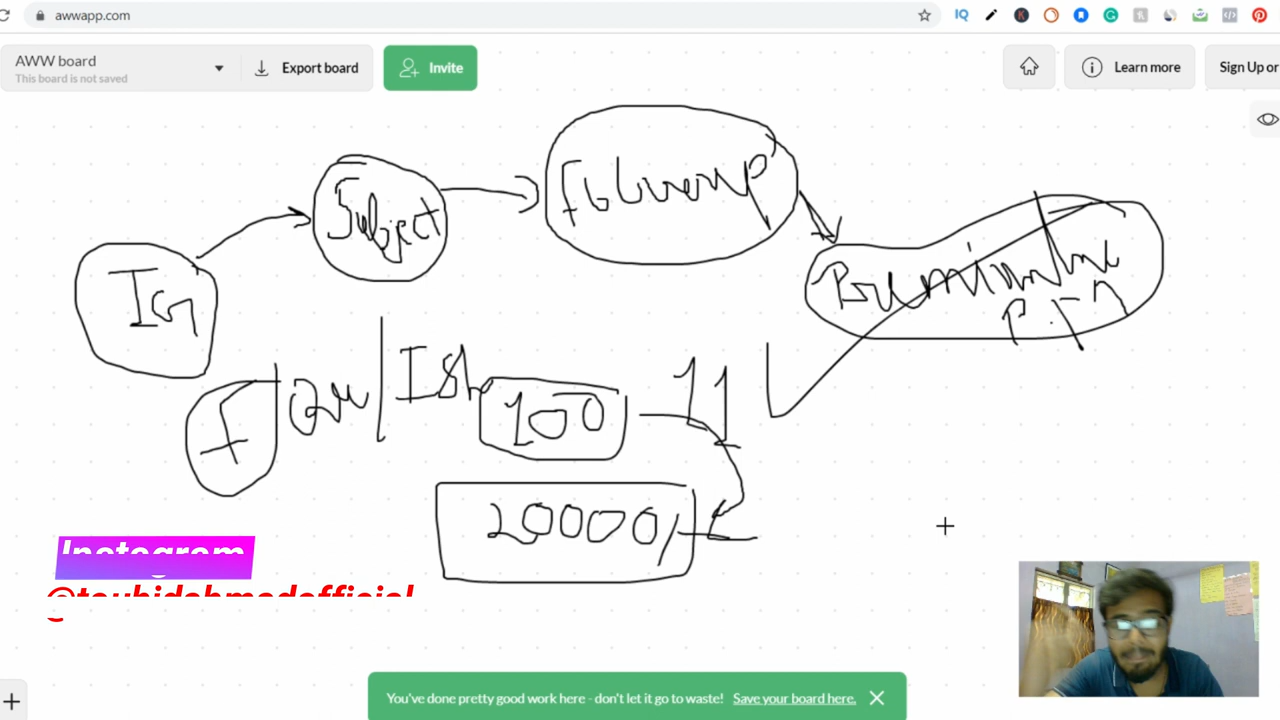 awwapp.com
IQ
AWW board
This board is not saved
Export board
Invite
Learn more
Sign Up or
Subject
Followup
IG
100
11
20000/-
Instagram
@touhidahmadofficial
You've done pretty good work here - don't let it go to waste! Save your board here.